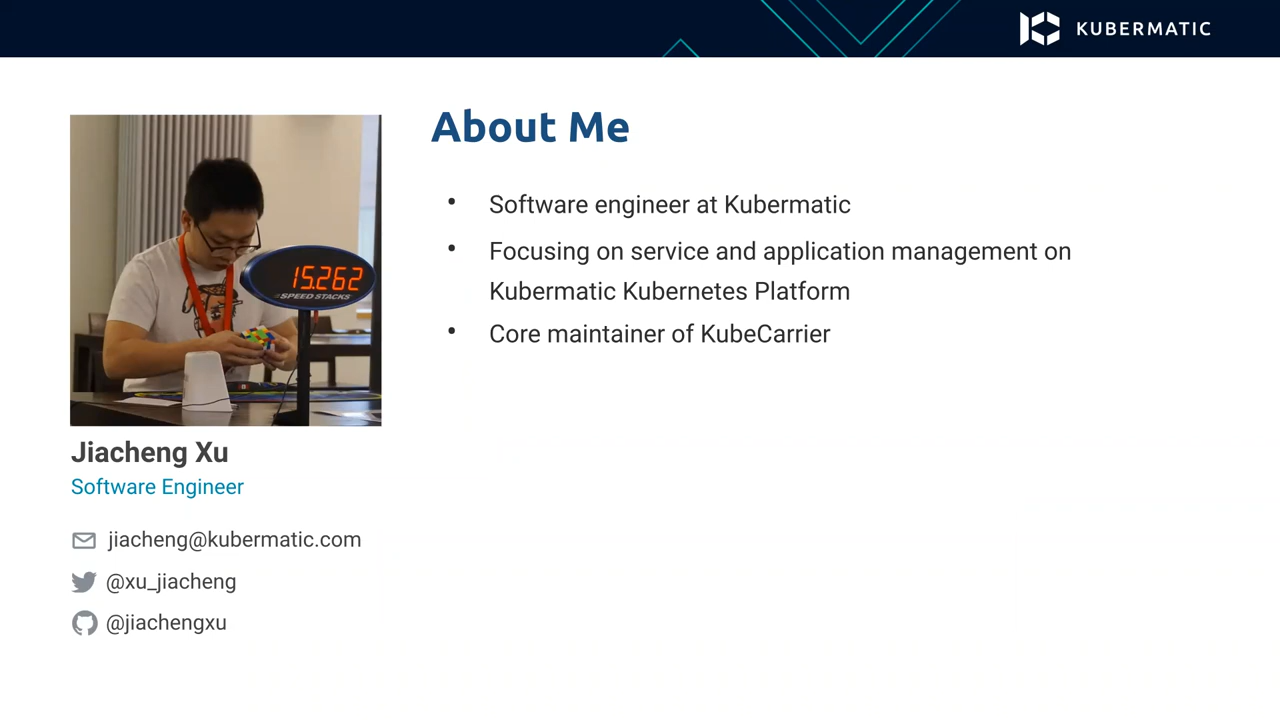 KUBERMATIC
About Me
• Software engineer at Kubermatic
• Focusing on service and application management on
Kubermatic Kubernetes Platform
• Core maintainer of KubeCarrier
15.262
SPEED STACKS
Jiacheng Xu
Software Engineer
jiacheng@kubermatic.com
@xu_jiacheng
@jiachengxu